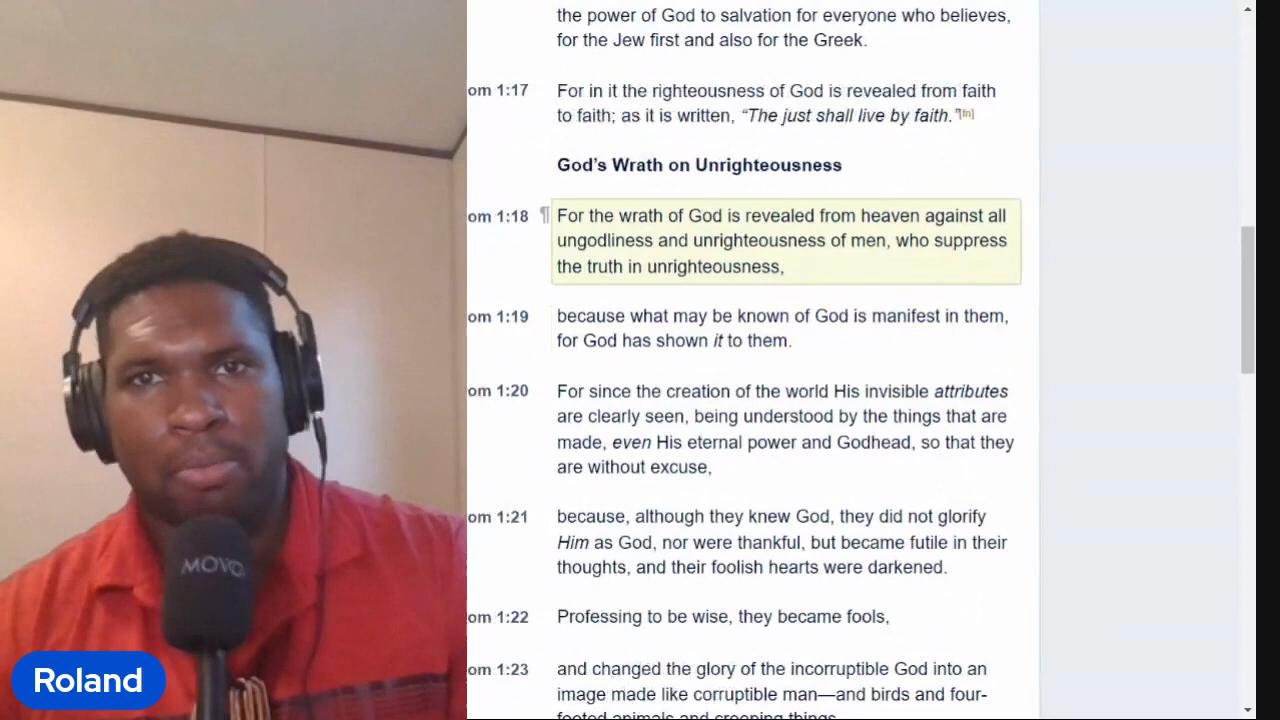 the power of God to salvation for everyone who believes,
for the Jew first and also for the Greek.
om 1:17 For in it the righteousness of God is revealed from faith
to faith; as it is written, “The just shall live by faith.”[fn]
God’s Wrath on Unrighteousness
om 1:18 ¶ For the wrath of God is revealed from heaven against all
ungodliness and unrighteousness of men, who suppress
the truth in unrighteousness,
om 1:19 because what may be known of God is manifest in them,
for God has shown it to them.
om 1:20 For since the creation of the world His invisible attributes
are clearly seen, being understood by the things that are
made, even His eternal power and Godhead, so that they
are without excuse,
om 1:21 because, although they knew God, they did not glorify
Him as God, nor were thankful, but became futile in their
thoughts, and their foolish hearts were darkened.
om 1:22 Professing to be wise, they became fools,
om 1:23 and changed the glory of the incorruptible God into an
image made like corruptible man—and birds and four-
footed animals and creeping things.
MOVO
Roland